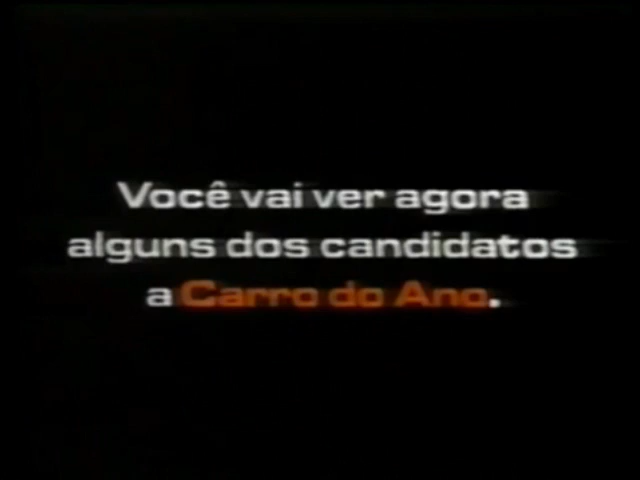 Você vai ver agora
alguns dos candidatos
a Carro do Ano.